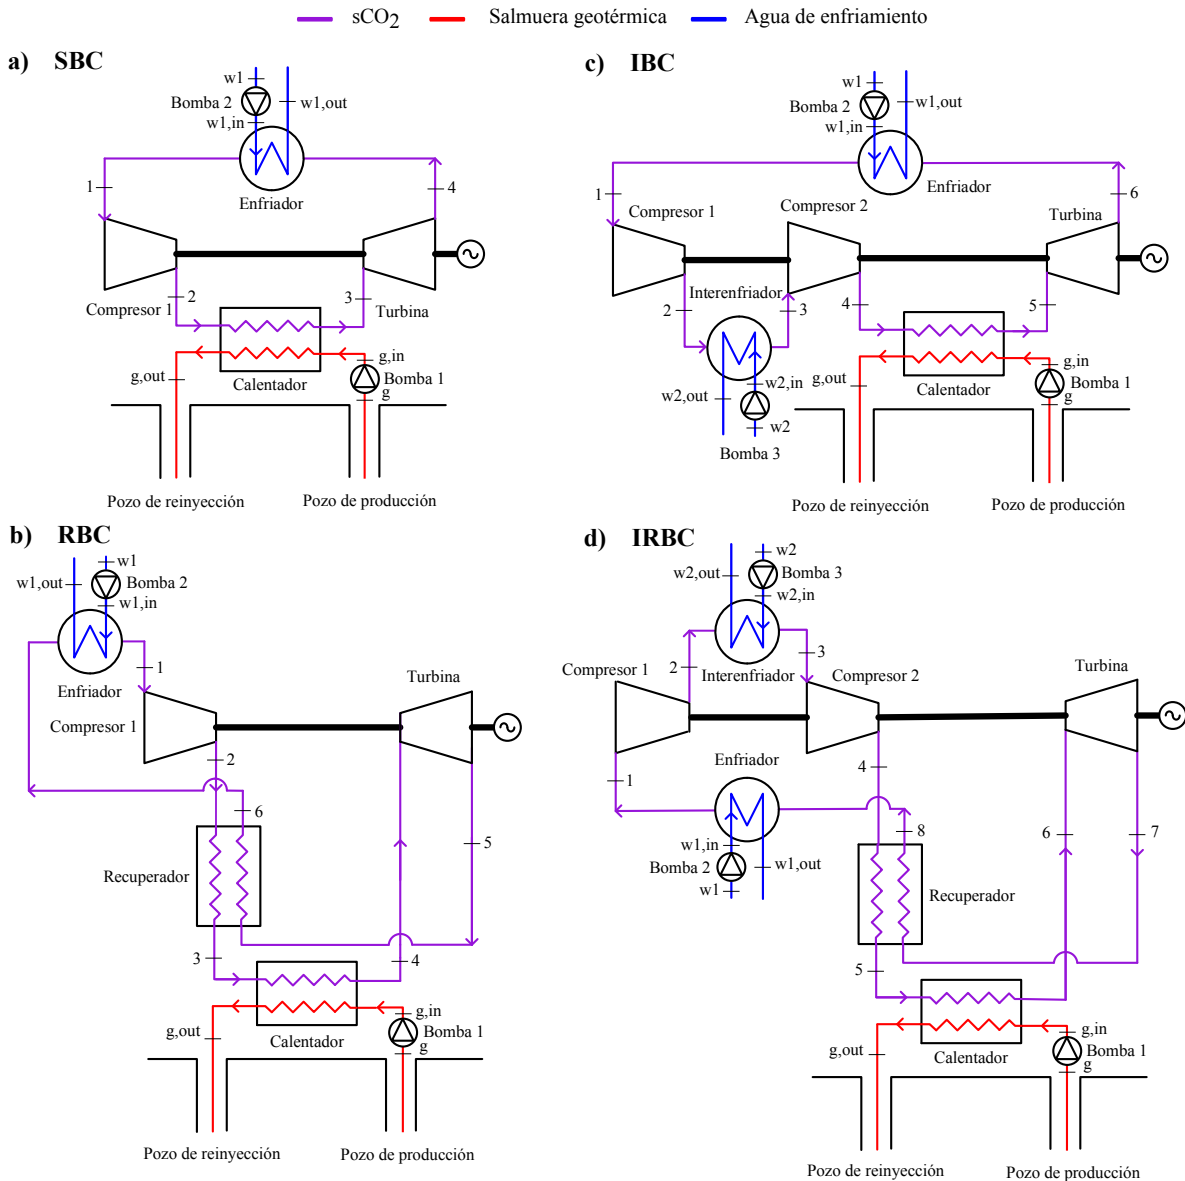 sCO2 Salmuera geotérmica Agua de enfriamiento
a) SBC
w1
Bomba 2
w1,out
w1,in
Enfriador
1
4
Compresor 1
2
3
Turbina
Calentador
g,in
g,out
Bomba 1
g
Pozo de reinyección
Pozo de producción
c) IBC
w1
Bomba 2
w1,out
w1,in
Enfriador
1
6
Compresor 1
Compresor 2
Turbina
Interenfriador
2
3
4
5
w2,in
w2,out
w2
Bomba 3
Calentador
g,in
g,out
Bomba 1
g
Pozo de reinyección
Pozo de producción
b) RBC
w1
w1,out
Bomba 2
w1,in
Enfriador
1
Compresor 1
Turbina
2
6
5
Recuperador
3
4
Calentador
g,in
g,out
Bomba 1
g
Pozo de reinyección
Pozo de producción
d) IRBC
w2
w2,out
Bomba 3
w2,in
Compresor 1
2
Interenfriador
3
Compresor 2
Turbina
1
Enfriador
4
w1,in
Bomba 2
w1,out
w1
8
6
7
Recuperador
5
Calentador
g,in
g,out
Bomba 1
g
Pozo de reinyección
Pozo de producción